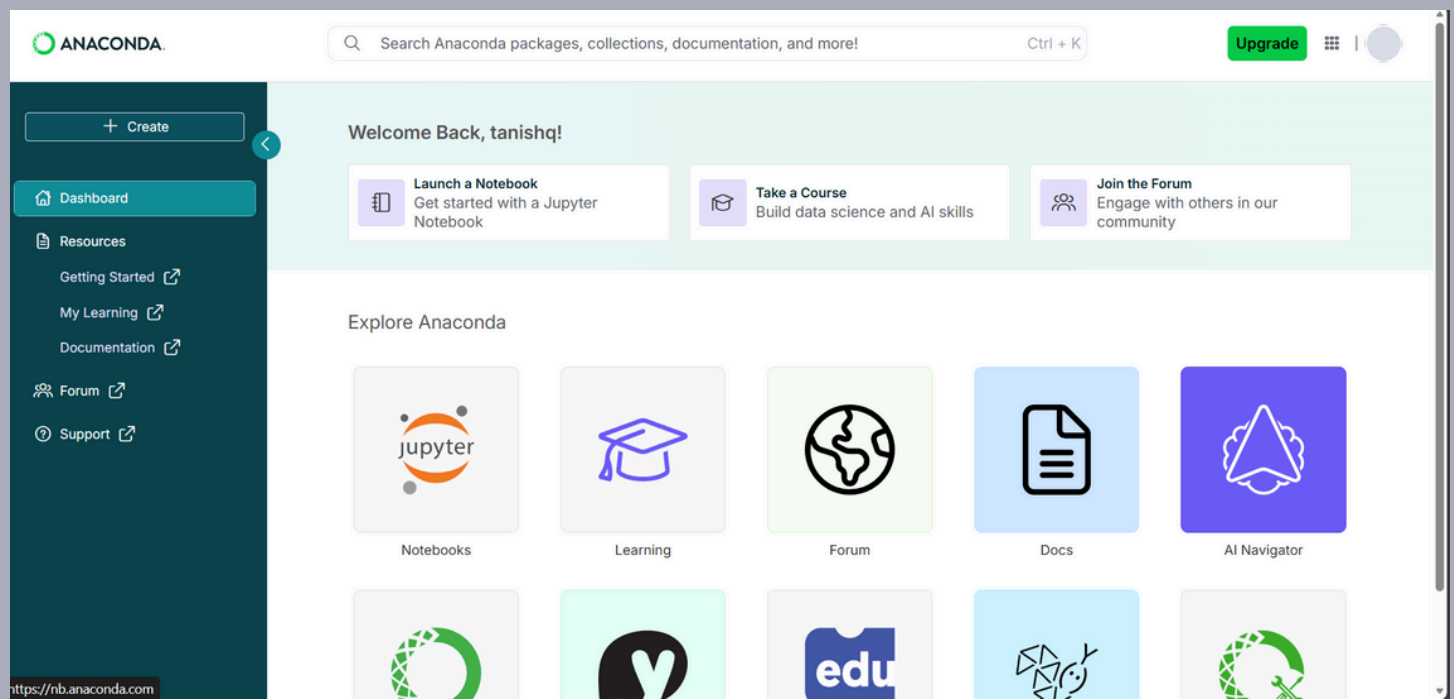 ANACONDA.
Search Anaconda packages, collections, documentation, and more!
Ctrl + K
Upgrade
Create
Dashboard
Resources
Getting Started
My Learning
Documentation
Forum
Support
Welcome Back, tanishq!
Launch a Notebook
Get started with a Jupyter
Notebook
Take a Course
Build data science and AI skills
Join the Forum
Engage with others in our
community
Explore Anaconda
jupyter
Notebooks
Learning
Forum
Docs
AI Navigator
y
edu
https://nb.anaconda.com